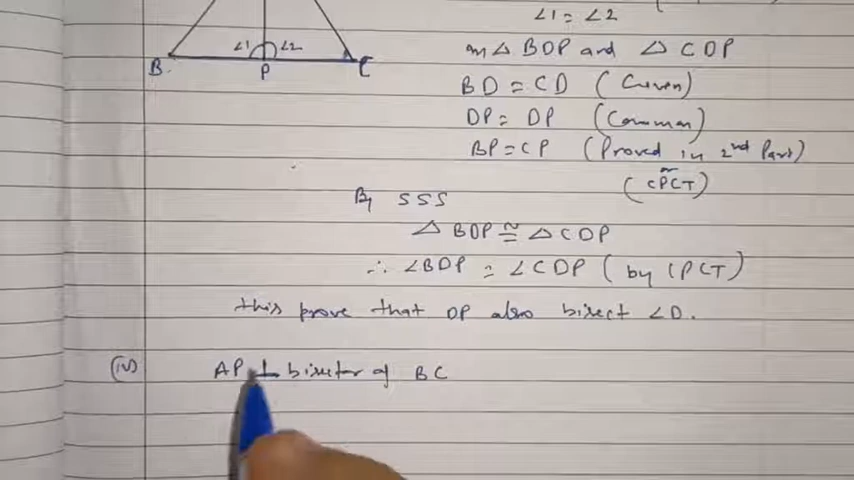 ∠1 = ∠2
∠1 ∠2
B P C
in △ BDP and △ CDP
BD = CD (Given)
DP = DP (Common)
BP = CP (Proved in 2nd Part)
or
(CPCT)
By SSS
△ BDP ≅ △ CDP
∴ ∠BDP = ∠CDP (by CPCT)
this prove that DP also bisect ∠D.
(iv) AP ⊥ bisector of BC